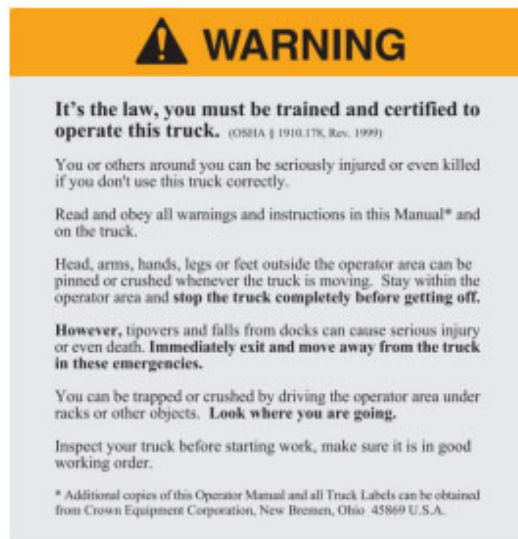 WARNING
It's the law, you must be trained and certified to
operate this truck. (OSHA § 1910.178, Rev. 1999)
You or others around you can be seriously injured or even killed
if you don't use this truck correctly.
Read and obey all warnings and instructions in this Manual* and
on the truck.
Head, arms, hands, legs or feet outside the operator area can be
pinned or crushed whenever the truck is moving. Stay within the
operator area and stop the truck completely before getting off.
However, tipovers and falls from docks can cause serious injury
or even death. Immediately exit and move away from the truck
in these emergencies.
You can be trapped or crushed by driving the operator area under
racks or other objects. Look where you are going.
Inspect your truck before starting work, make sure it is in good
working order.
* Additional copies of this Operator Manual and all Truck Labels can be obtained
from Crown Equipment Corporation, New Bremen, Ohio 45869 U.S.A.